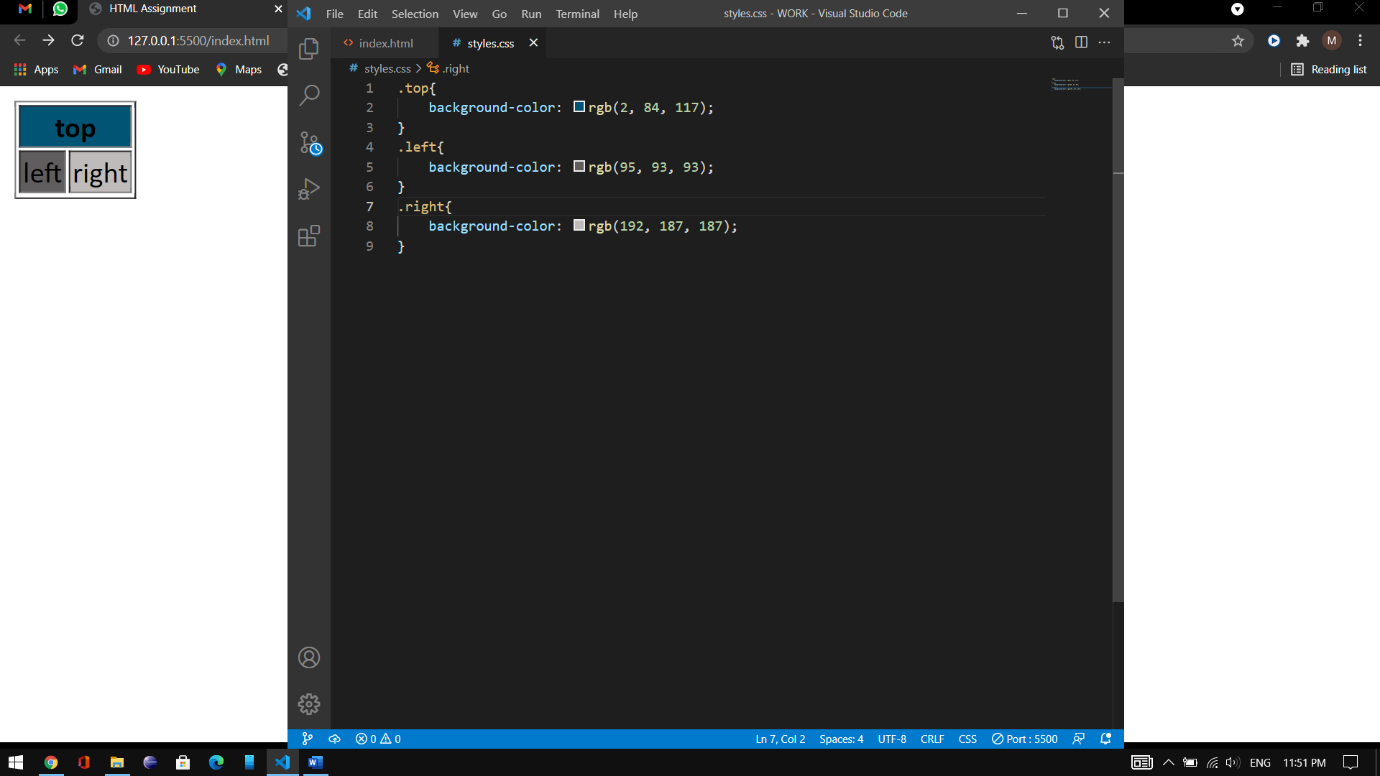 HTML Assignment
File Edit Selection View Go Run Terminal Help
styles.css - WORK - Visual Studio Code
127.0.0.1:5500/index.html
M
Apps Gmail YouTube Maps
Reading list
index.html
# styles.css
# styles.css > .right
top
left right
1 .top{
2 background-color: rgb(2, 84, 117);
3 }
4 .left{
5 background-color: rgb(95, 93, 93);
6 }
7 .right{
8 background-color: rgb(192, 187, 187);
9 }
0 0
Ln 7, Col 2 Spaces: 4 UTF-8 CRLF CSS Port : 5500
ENG 11:51 PM